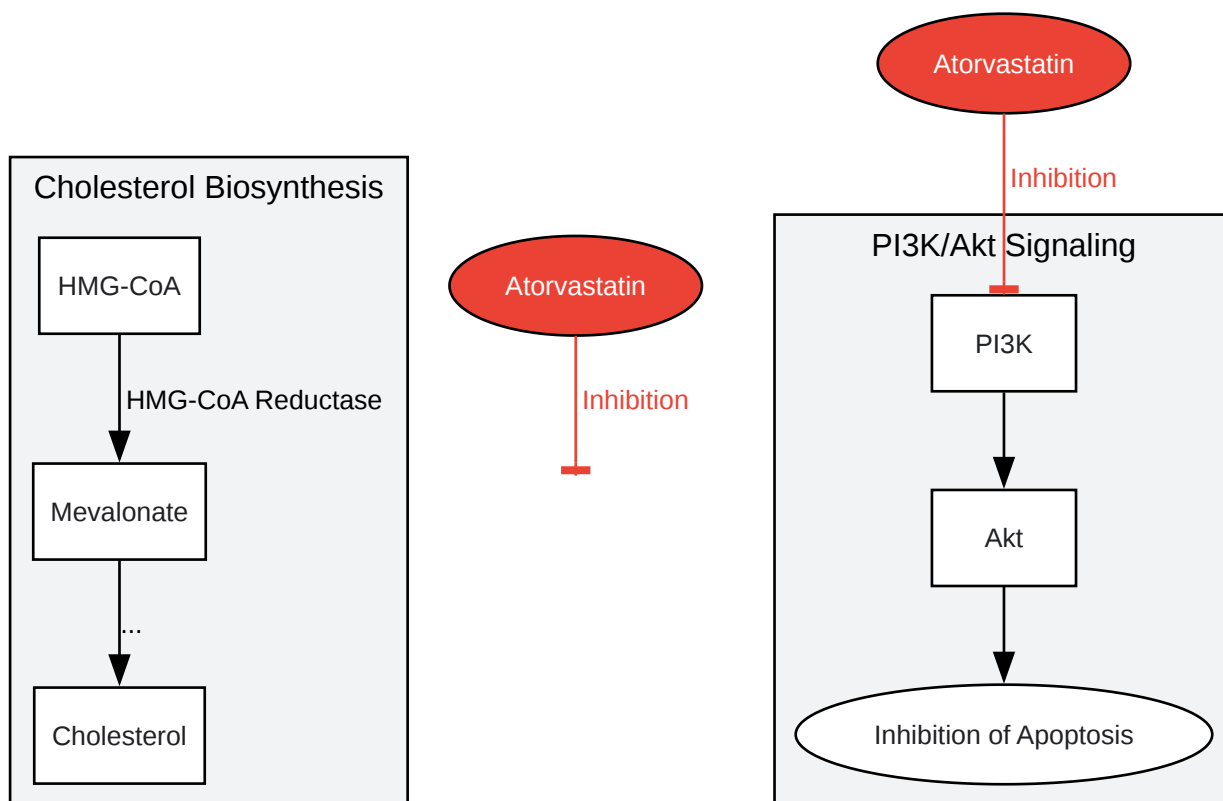 Cholesterol Biosynthesis
HMG-CoA
HMG-CoA Reductase
Mevalonate
...
Cholesterol
Atorvastatin
Inhibition
Atorvastatin
Inhibition
PI3K/Akt Signaling
PI3K
Akt
Inhibition of Apoptosis